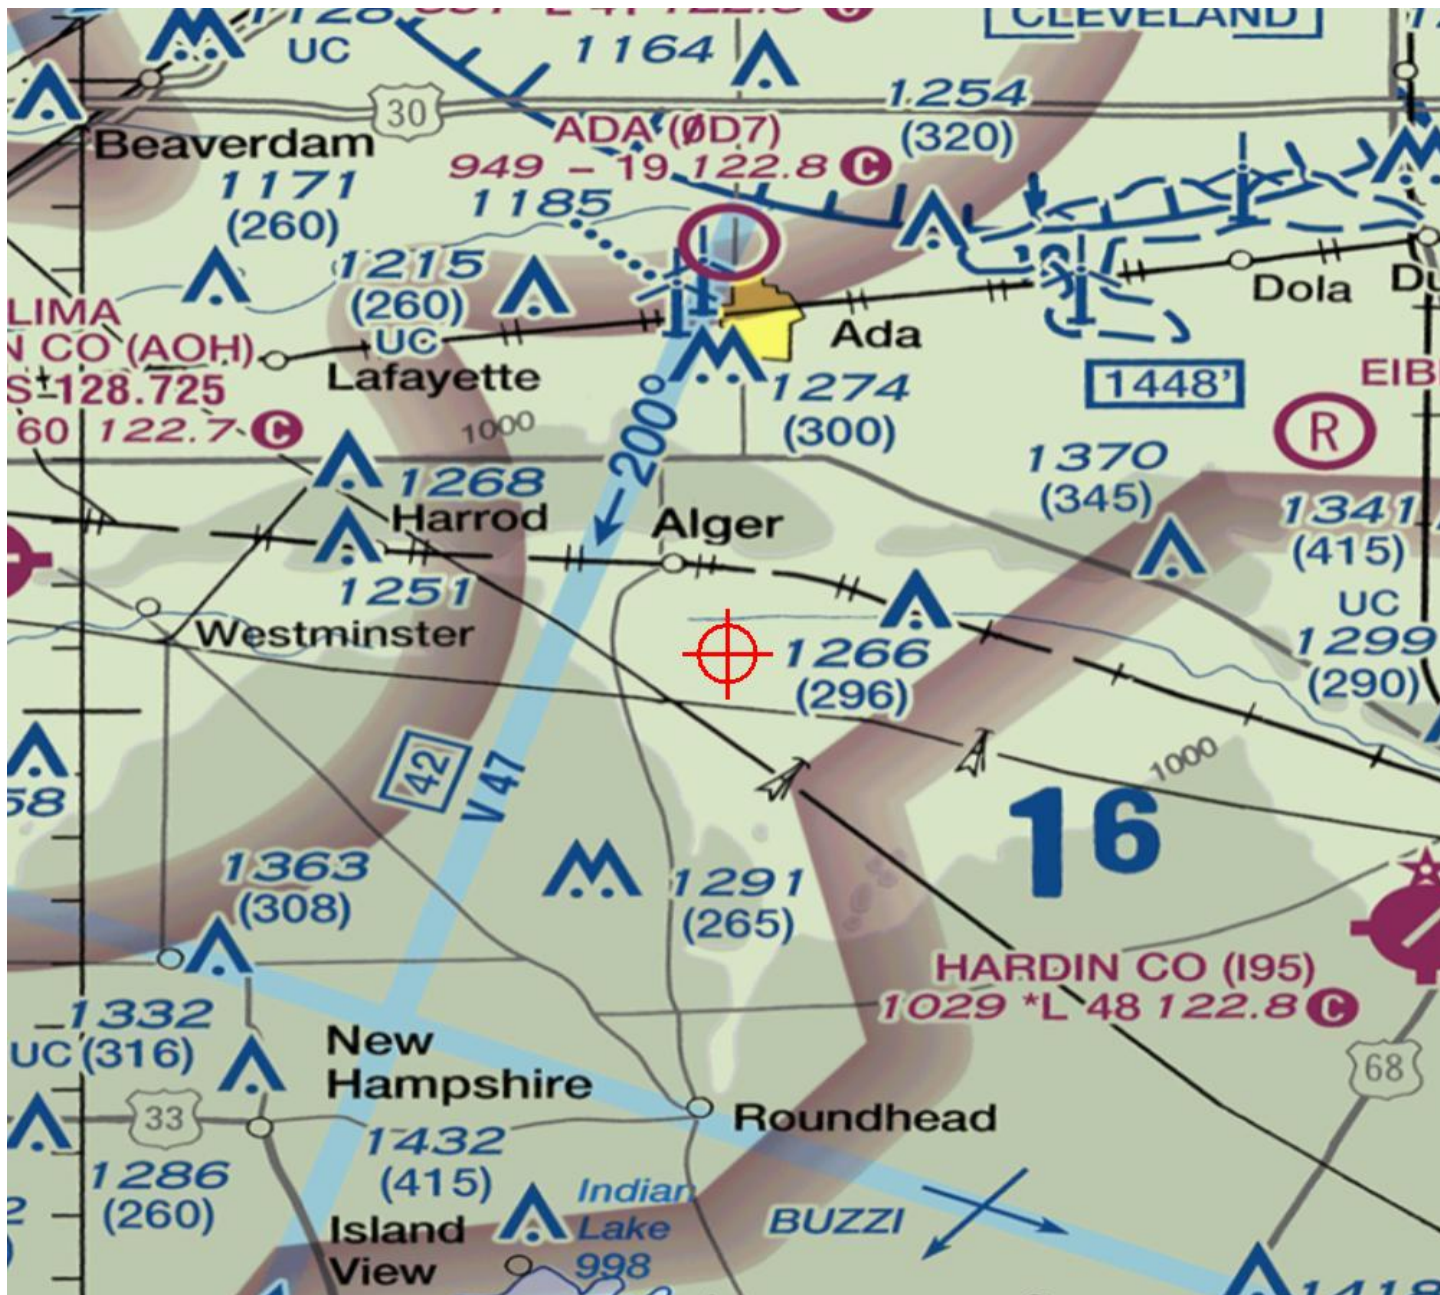 UC
1164
CLEVELAND
30
1254
(320)
ADA (ØD7)
949 - 19 122.8 C
Beaverdam
1171
(260)
1185
1215
(260)
UC
Dola
LIMA
Ada
N CO (AOH)
Lafayette
128.725
60 122.7 C
1274
(300)
1448'
EIB
R
1000
200°
1370
(345)
1268
Harrod
Alger
1341
(415)
1251
UC
Westminster
1266
(296)
1299
(290)
42
V 47
1000
58
16
1363
(308)
1291
(265)
HARDIN CO (I95)
1029 *L 48 122.8 C
1332
UC (316)
New
Hampshire
68
33
Roundhead
1432
(415)
1286
(260)
Indian
Lake
998
BUZZI
Island
View